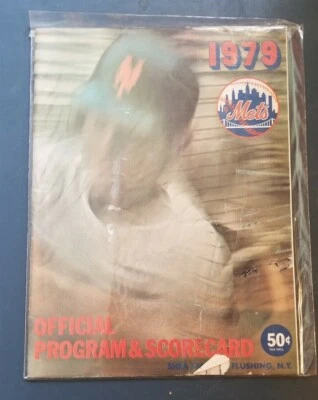 1979
Mets
OFFICIAL
PROGRAM & SCORECARD
50¢
FLUSHING, N.Y.